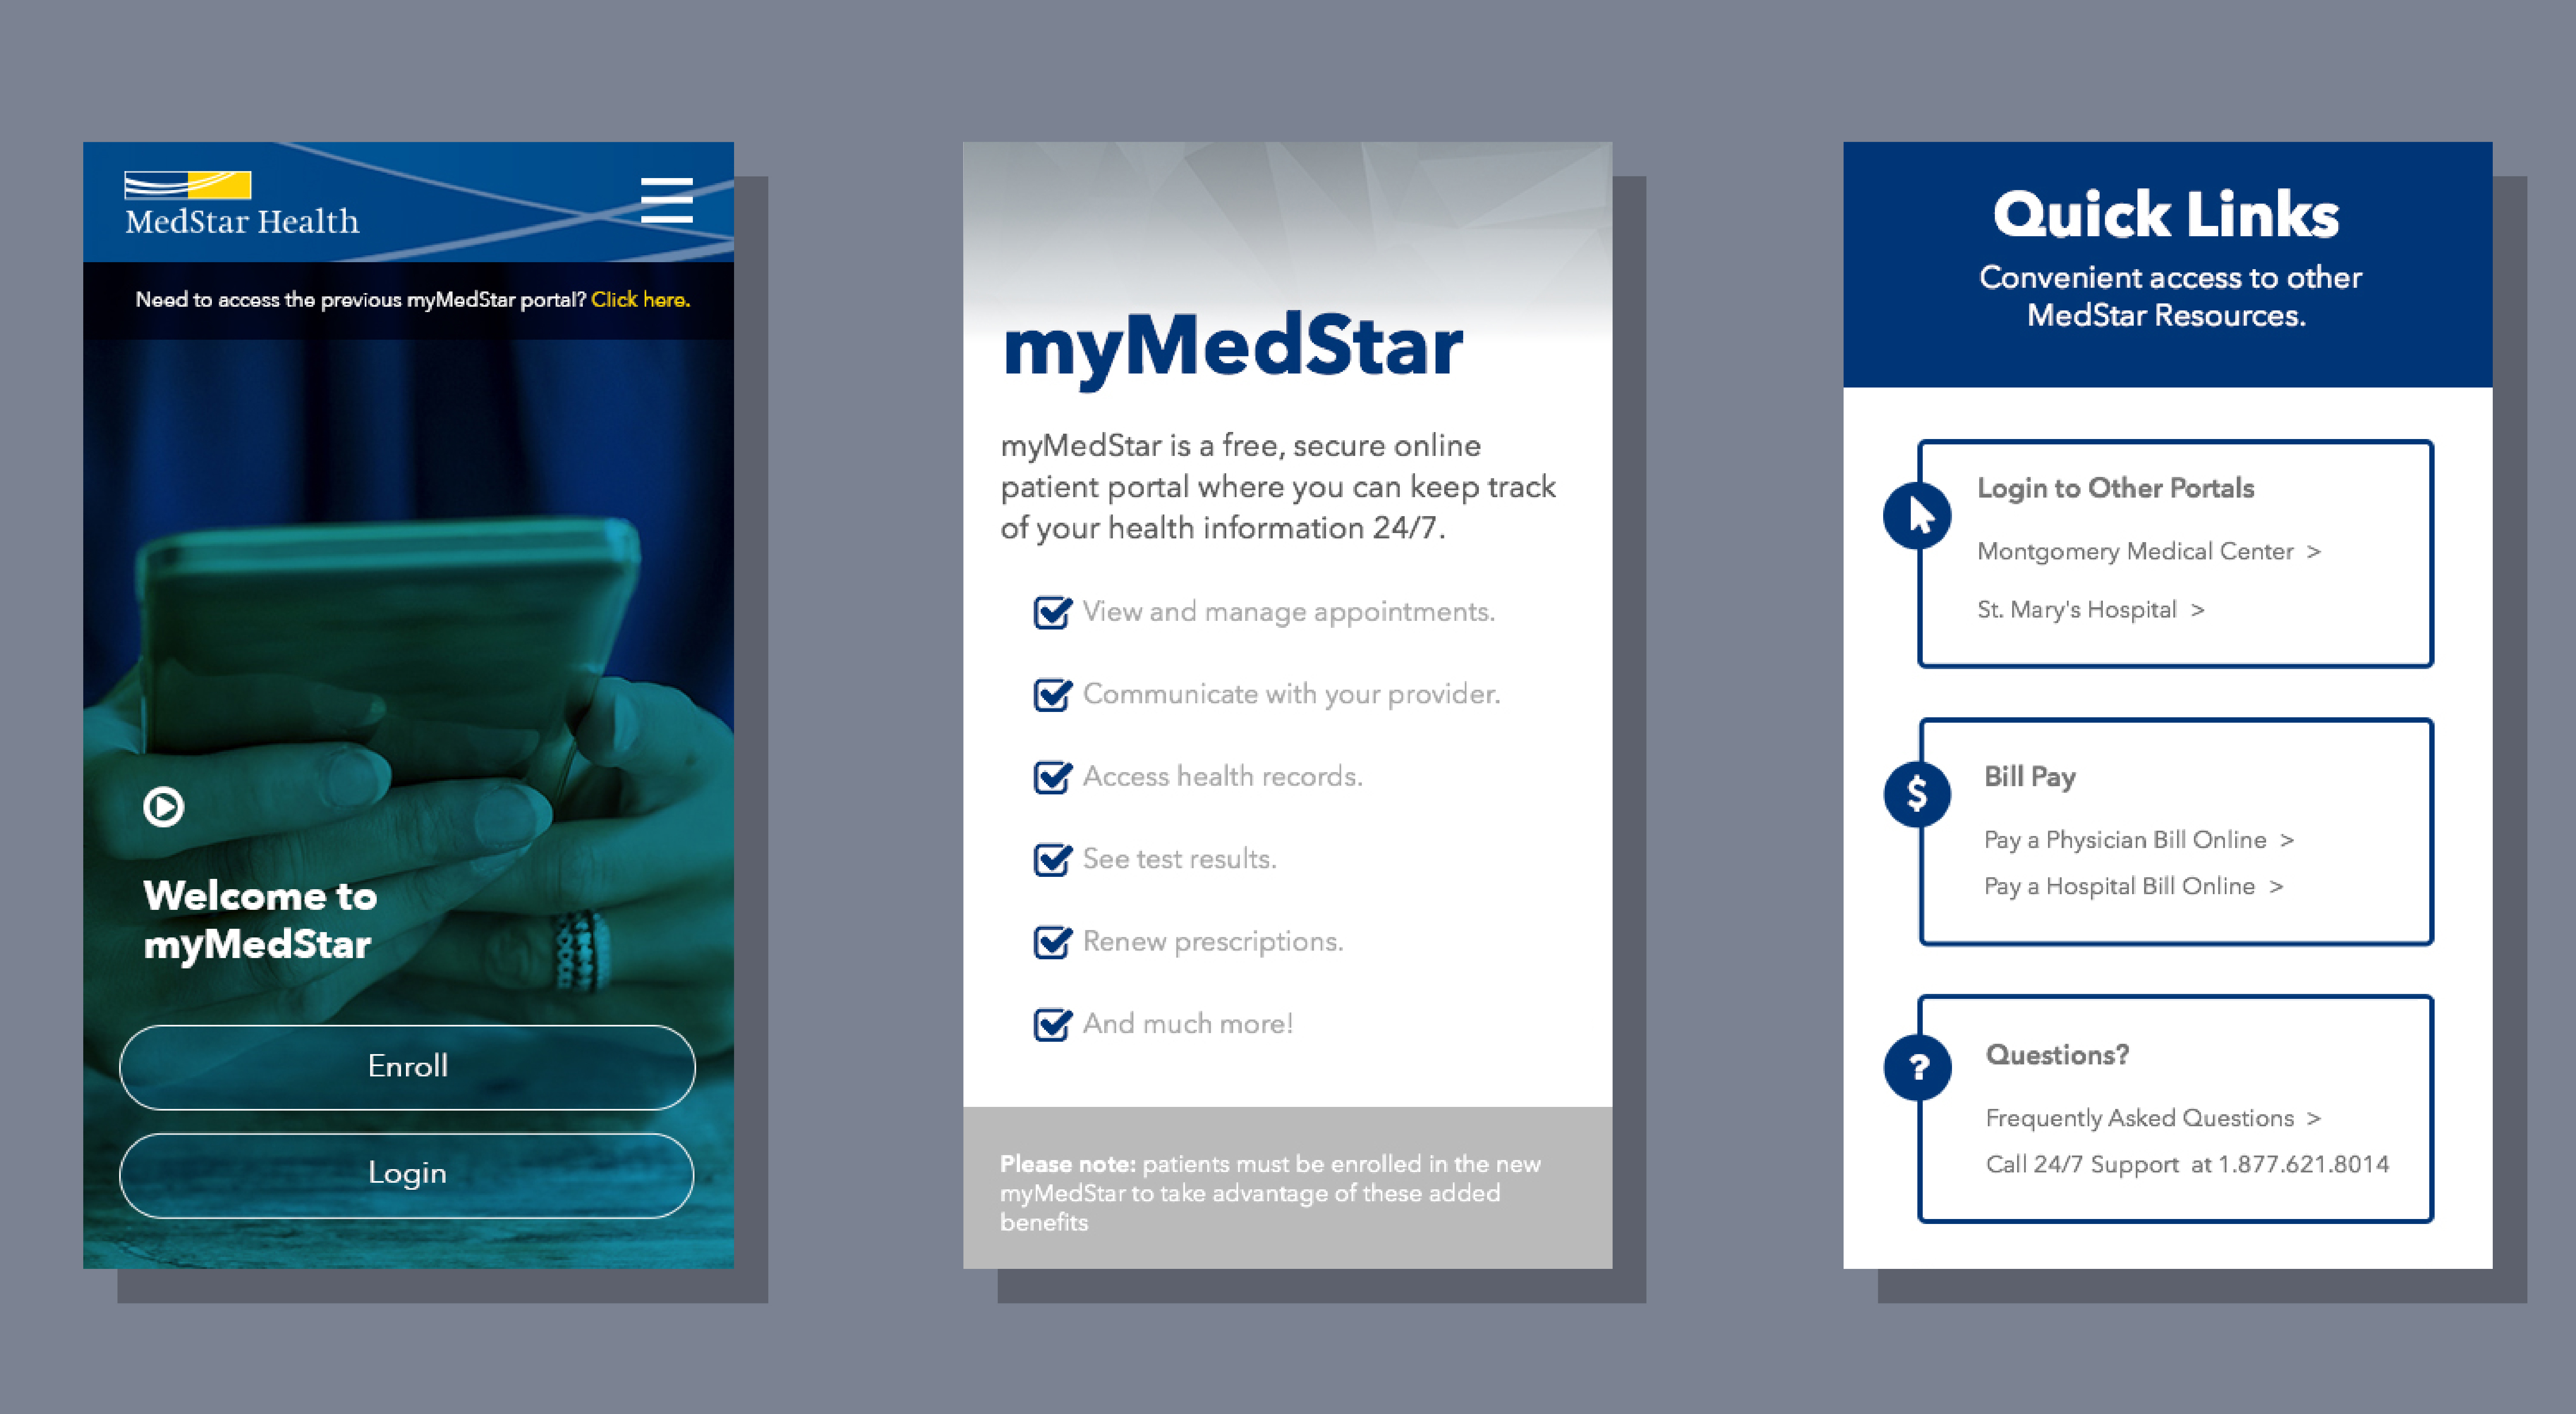 MedStar Health
Need to access the previous myMedStar portal? Click here.
Welcome to
myMedStar
Enroll
Login
myMedStar
myMedStar is a free, secure online
patient portal where you can keep track
of your health information 24/7.
View and manage appointments.
Communicate with your provider.
Access health records.
See test results.
Renew prescriptions.
And much more!
Please note: patients must be enrolled in the new
myMedStar to take advantage of these added
benefits
Quick Links
Convenient access to other
MedStar Resources.
Login to Other Portals
Montgomery Medical Center >
St. Mary's Hospital >
$
Bill Pay
Pay a Physician Bill Online >
Pay a Hospital Bill Online >
?
Questions?
Frequently Asked Questions >
Call 24/7 Support at 1.877.621.8014